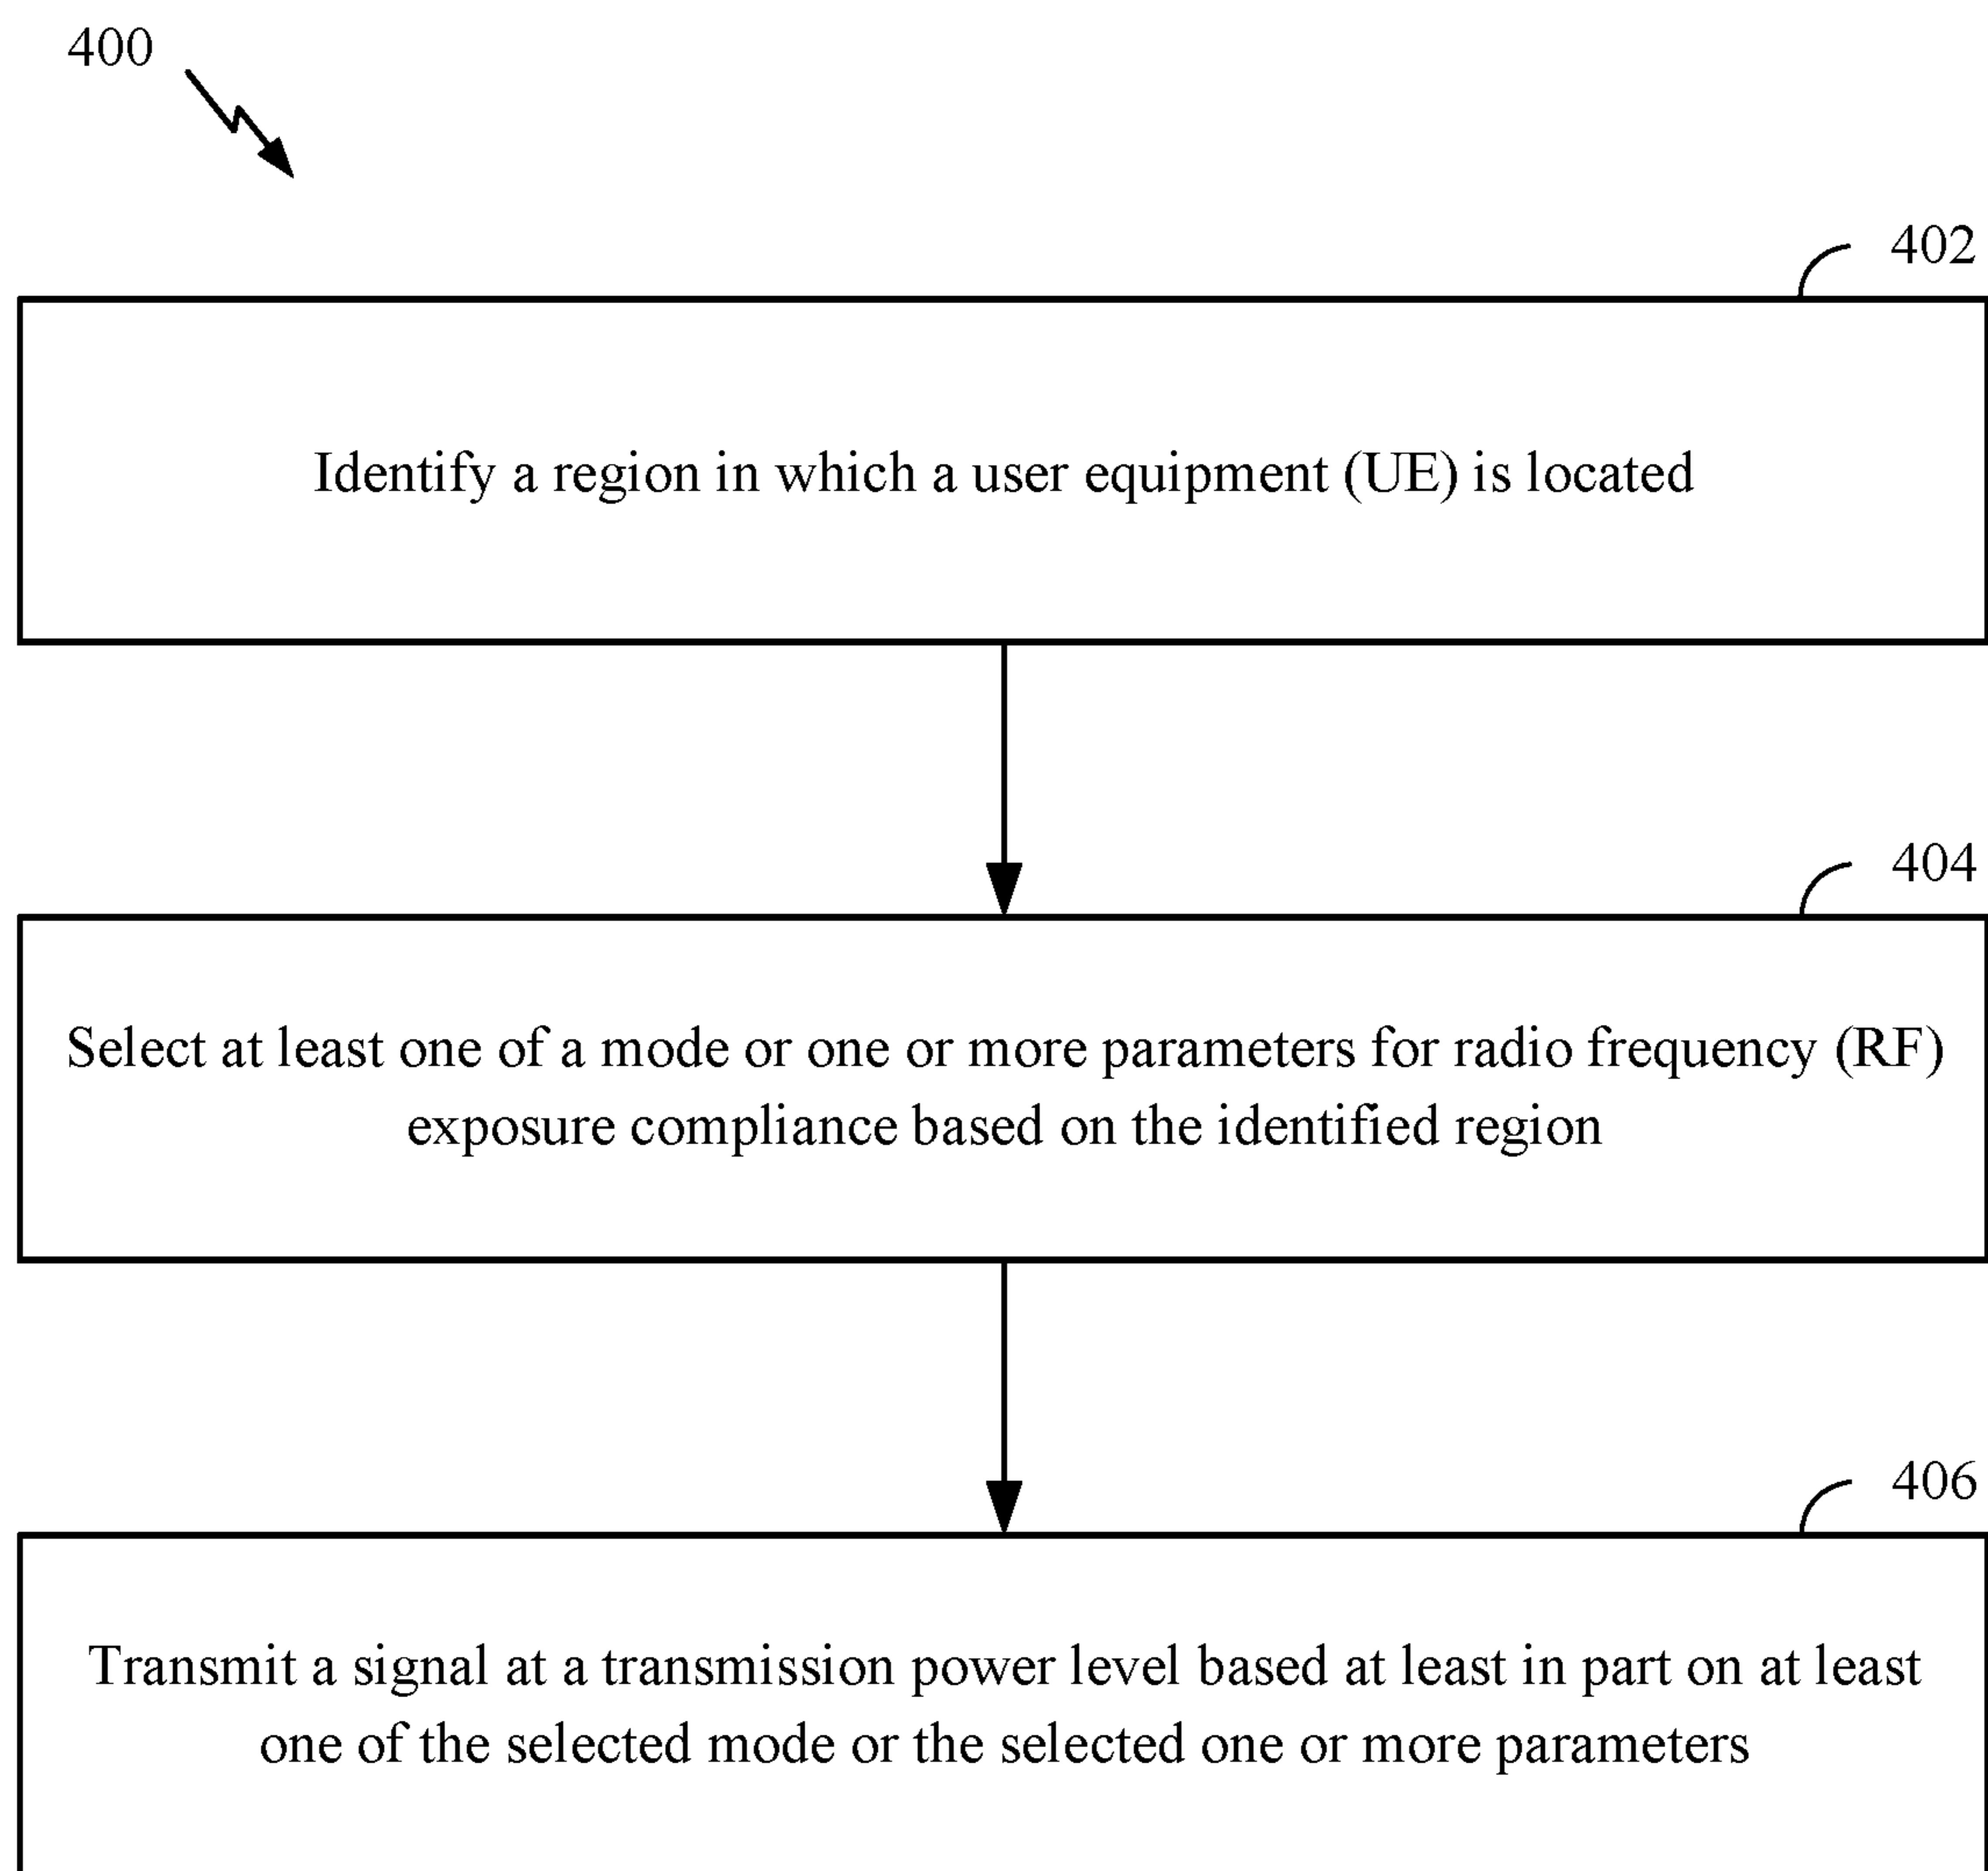 400
402
Identify a region in which a user equipment (UE) is located
404
Select at least one of a mode or one or more parameters for radio frequency (RF)
exposure compliance based on the identified region
406
Transmit a signal at a transmission power level based at least in part on at least
one of the selected mode or the selected one or more parameters